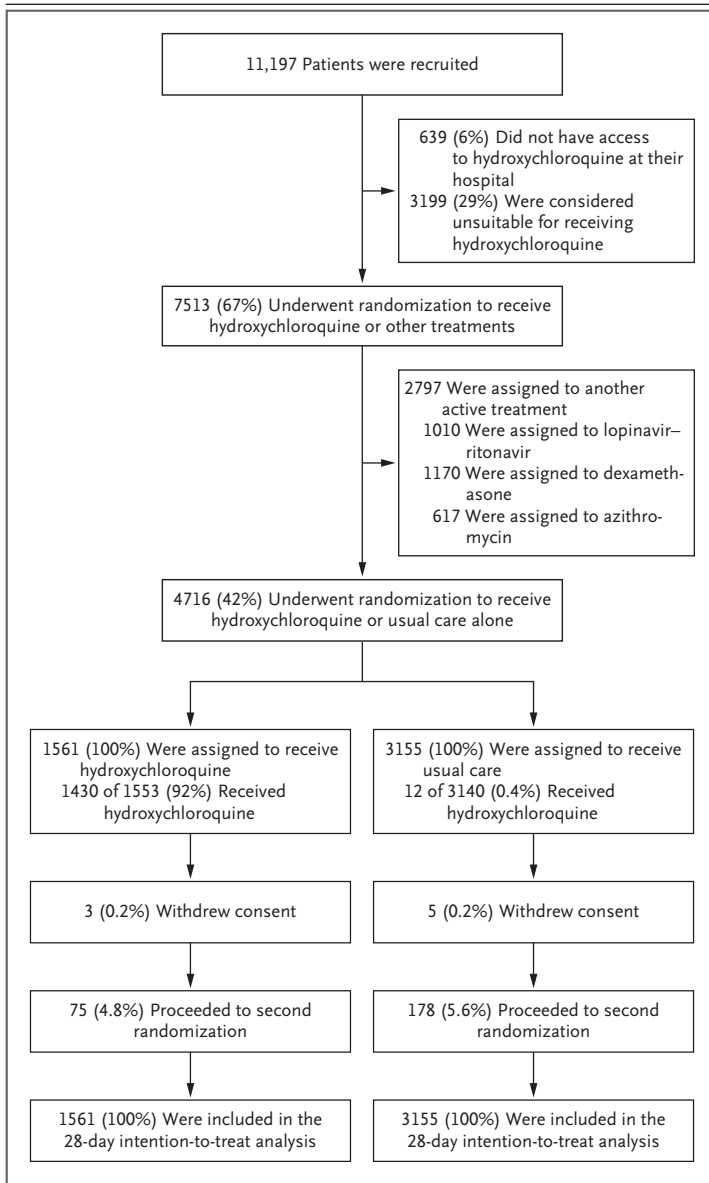 11,197 Patients were recruited
639 (6%) Did not have access
to hydroxychloroquine at their
hospital
3199 (29%) Were considered
unsuitable for receiving
hydroxychloroquine
7513 (67%) Underwent randomization to receive
hydroxychloroquine or other treatments
2797 Were assigned to another
active treatment
1010 Were assigned to lopinavir–
ritonavir
1170 Were assigned to dexameth-
asone
617 Were assigned to azithro-
mycin
4716 (42%) Underwent randomization to receive
hydroxychloroquine or usual care alone
1561 (100%) Were assigned to receive
hydroxychloroquine
1430 of 1553 (92%) Received
hydroxychloroquine
3155 (100%) Were assigned to receive
usual care
12 of 3140 (0.4%) Received
hydroxychloroquine
3 (0.2%) Withdrew consent
5 (0.2%) Withdrew consent
75 (4.8%) Proceeded to second
randomization
178 (5.6%) Proceeded to second
randomization
1561 (100%) Were included in the
28-day intention-to-treat analysis
3155 (100%) Were included in the
28-day intention-to-treat analysis